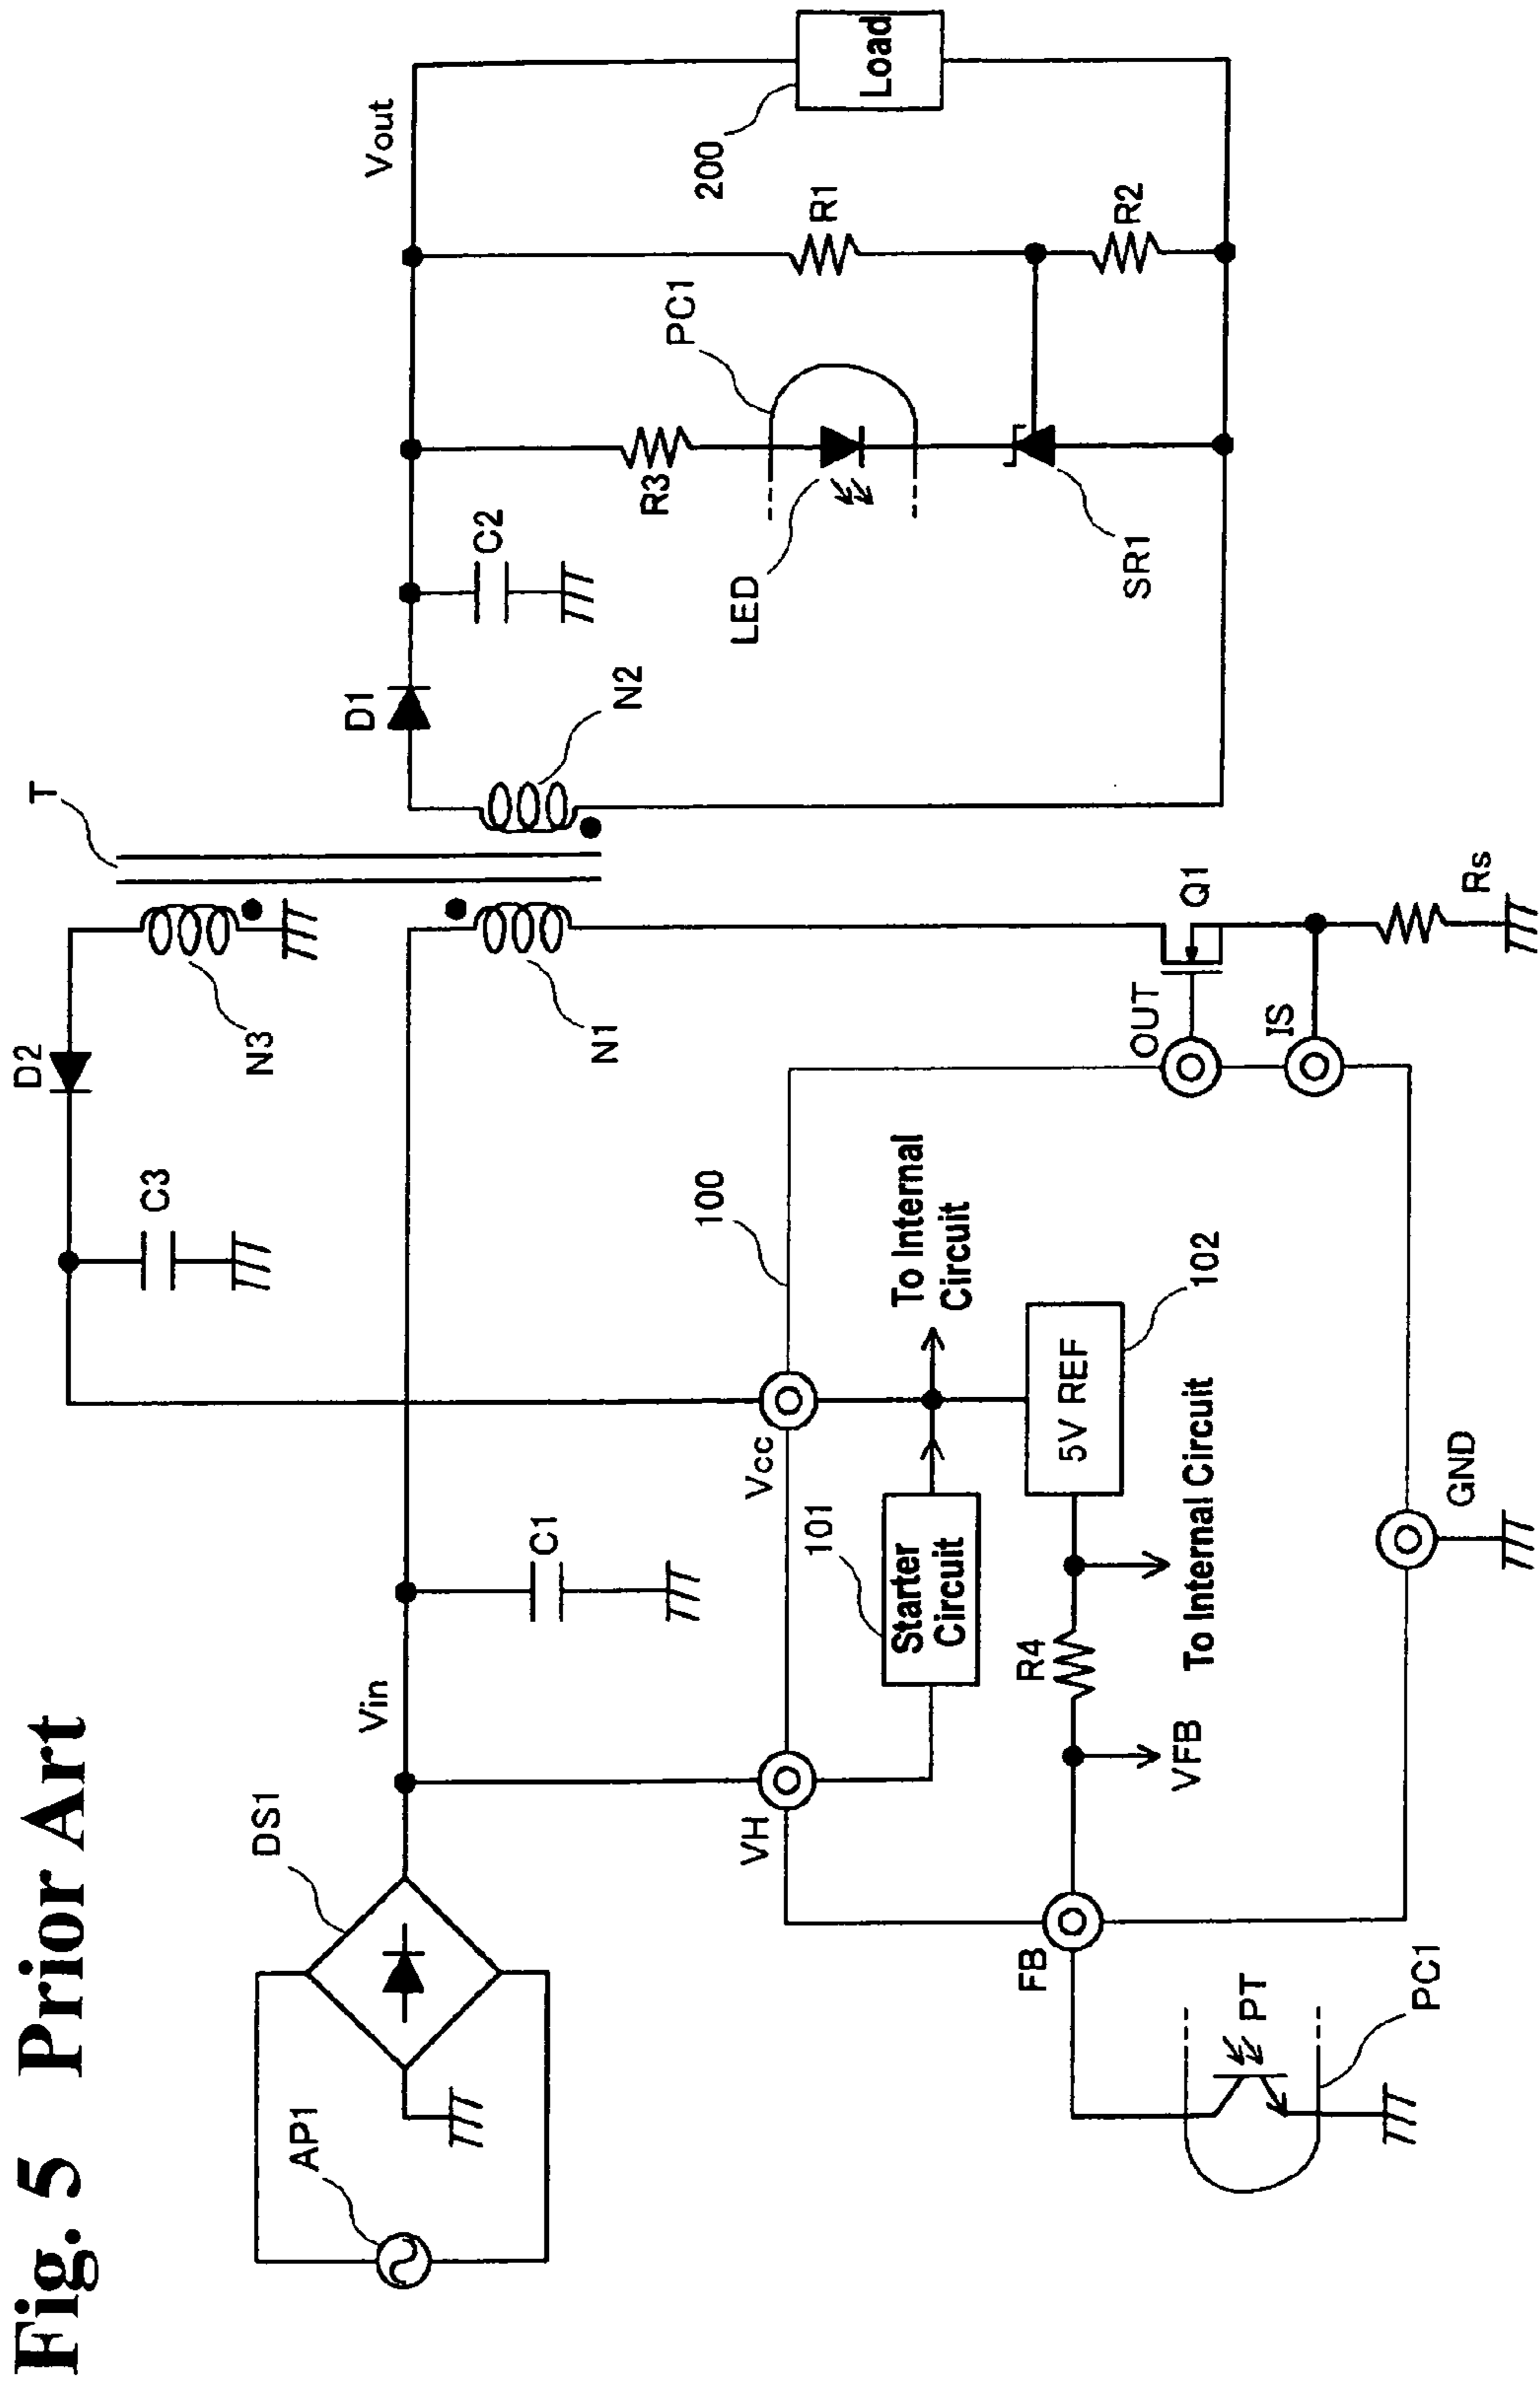 Fig. 5 Prior Art
AP1
DS1
Vin
C1
C3
D2
N3
N1
T
D1
N2
C2
R3
LED
PC1
SR1
R1
R2
Vout
200
Load
VH
Vcc
100
101
Starter
Circuit
To Internal
Circuit
5V REF
102
R4
VFB
To Internal Circuit
FB
PT
PC1
GND
OUT
IS
Q1
Rs